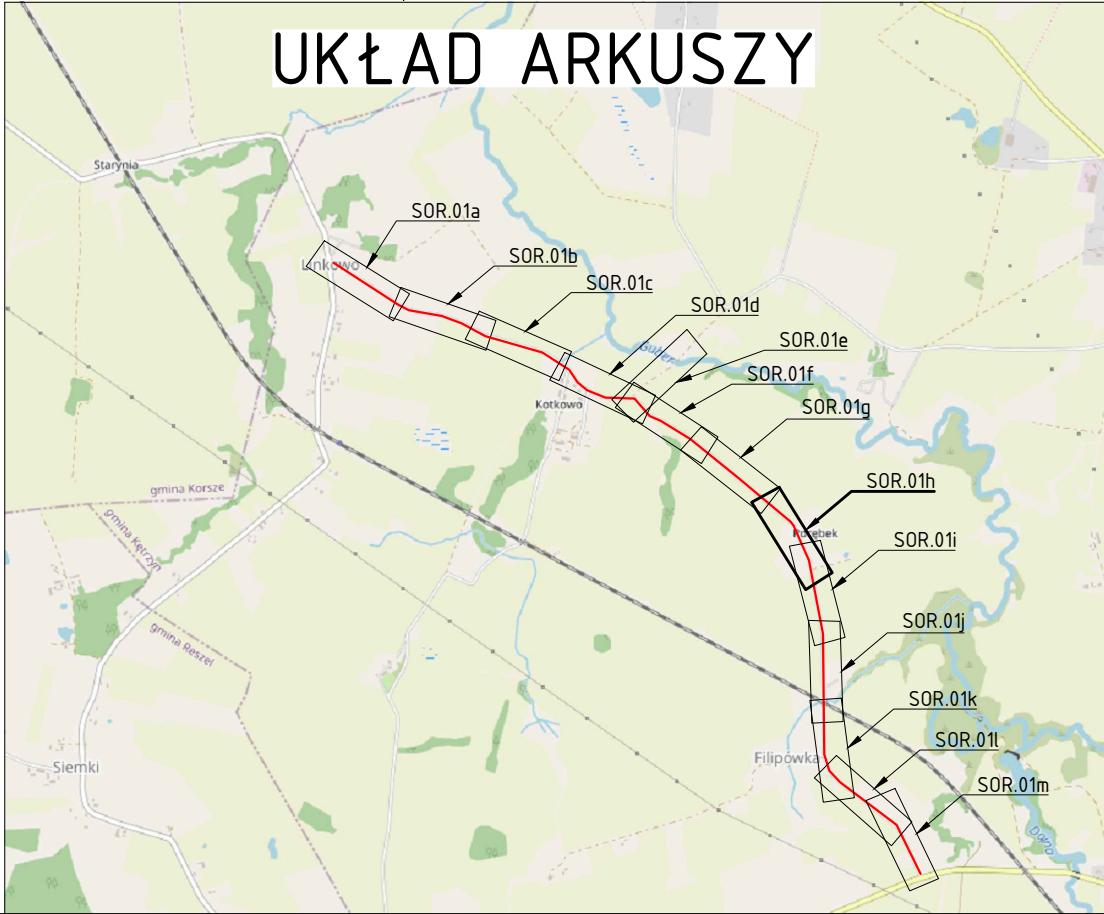 UKŁAD ARKUSZY
Starynia
SOR.01a
SOR.01b
Linkowo
SOR.01c
SOR.01d
SOR.01e
Guber
SOR.01f
Kotkowo
SOR.01g
SOR.01h
gmina Korsze
gmina Kętrzyn
SOR.01i
SOR.01j
gmina Reszel
SOR.01k
SOR.01l
Filipówka
Siemki
SOR.01m